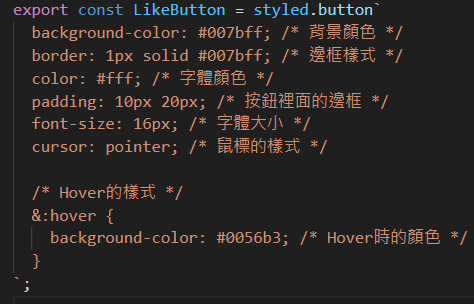 export const LikeButton = styled.button`
  background-color: #007bff; /* 背景顏色 */
  border: 1px solid #007bff; /* 邊框樣式 */
  color: #fff; /* 字體顏色 */
  padding: 10px 20px; /* 按鈕裡面的邊框 */
  font-size: 16px; /* 字體大小 */
  cursor: pointer; /* 鼠標的樣式 */

  /* Hover的樣式 */
  &:hover {
    background-color: #0056b3; /* Hover時的顏色 */
  }
`;